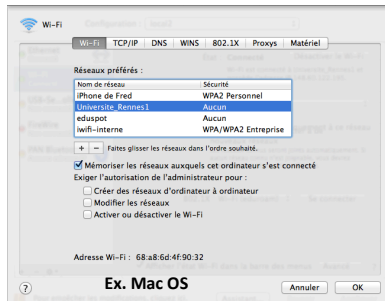 Wi-Fi
Wi-Fi TCP/IP DNS WINS 802.1X Proxys Matériel
Réseaux préférés :
Nom de réseau Sécurité
iPhone de Fred WPA2 Personnel
Universite_Rennes1 Aucun
eduspot Aucun
iwifi-interne WPA/WPA2 Entreprise
+ − Faites glisser les réseaux dans l'ordre souhaité.
Mémoriser les réseaux auxquels cet ordinateur s'est connecté
Exiger l'autorisation de l'administrateur pour :
Créer des réseaux d'ordinateur à ordinateur
Modifier les réseaux
Activer ou désactiver le Wi-Fi
Adresse Wi-Fi : 68:a8:6d:4f:90:32
? Ex. Mac OS Annuler OK